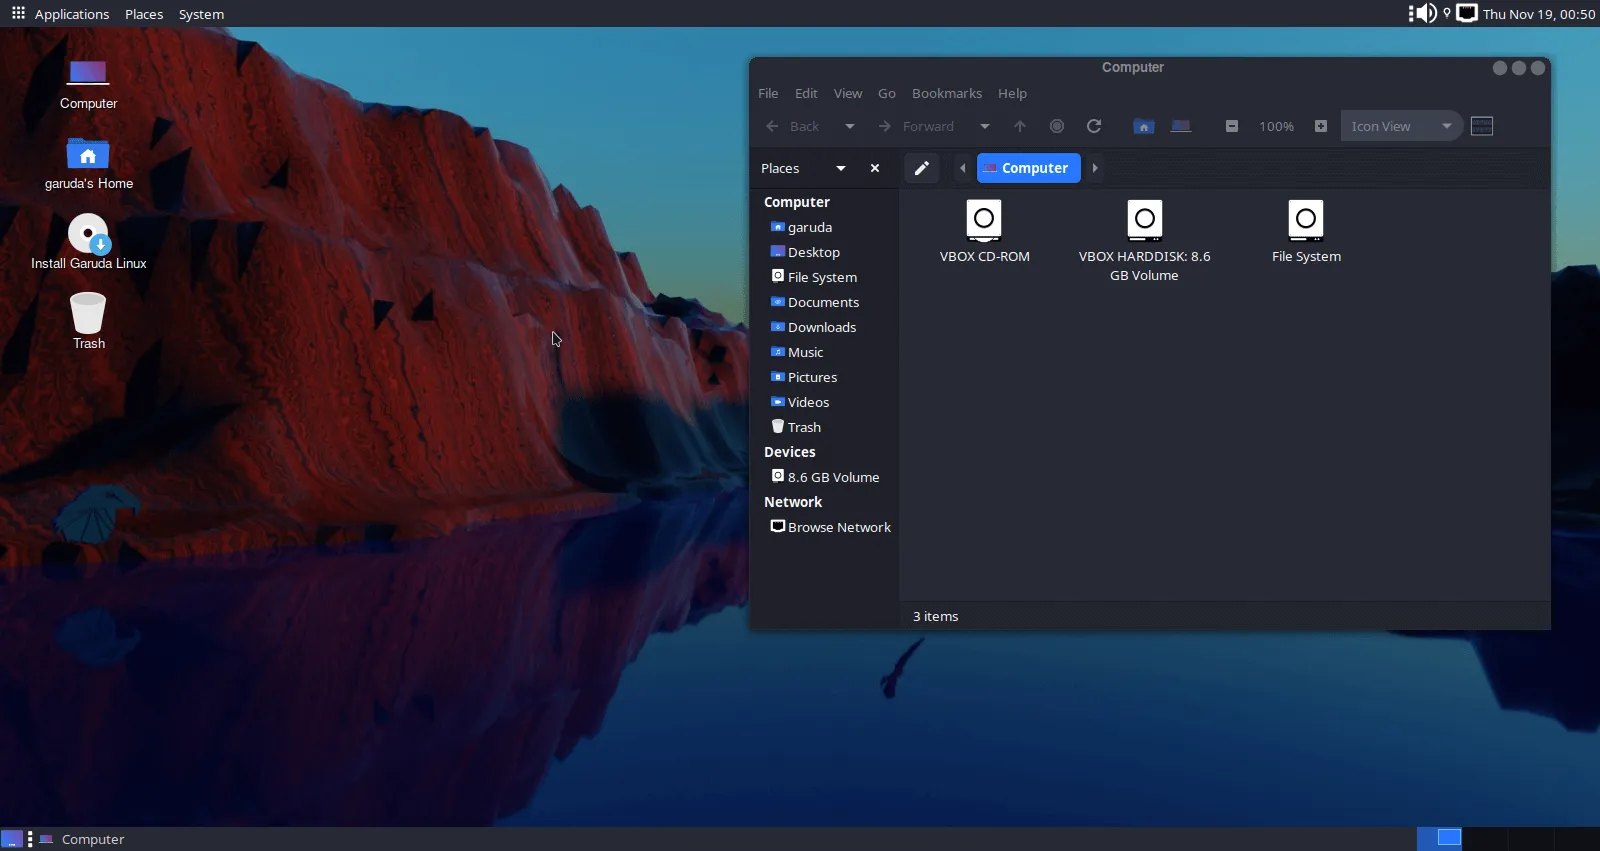 Applications Places System
Thu Nov 19, 00:50
Computer
garuda's Home
Install Garuda Linux
Trash
Computer
File Edit View Go Bookmarks Help
Back Forward 100% Icon View
Places
Computer
Computer
garuda
Desktop
File System
Documents
Downloads
Music
Pictures
Videos
Trash
Devices
8.6 GB Volume
Network
Browse Network
VBOX CD-ROM
VBOX HARDDISK: 8.6
GB Volume
File System
3 items
Computer